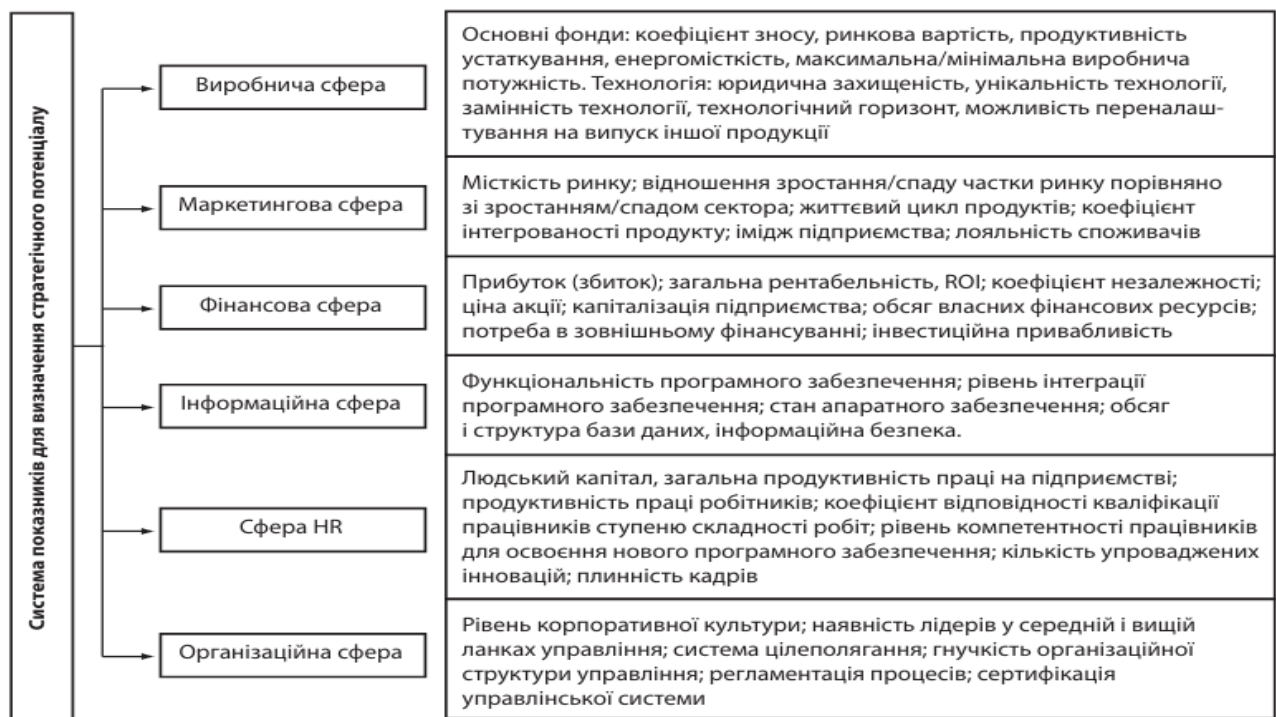 Система показників для визначення стратегічного потенціалу
Виробнича сфера
Основні фонди: коефіцієнт зносу, ринкова вартість, продуктивність
устаткування, енергомісткість, максимальна/мінімальна виробнича
потужність. Технологія: юридична захищеність, унікальність технології,
замінність технології, технологічний горизонт, можливість переналаш-
тування на випуск іншої продукції
Маркетингова сфера
Місткість ринку; відношення зростання/спаду частки ринку порівняно
зі зростанням/спадом сектора; життєвий цикл продуктів; коефіцієнт
інтегрованості продукту; імідж підприємства; лояльність споживачів
Фінансова сфера
Прибуток (збиток); загальна рентабельність, ROI; коефіцієнт незалежності;
ціна акції; капіталізація підприємства; обсяг власних фінансових ресурсів;
потреба в зовнішньому фінансуванні; інвестиційна привабливість
Інформаційна сфера
Функціональність програмного забезпечення; рівень інтеграції
програмного забезпечення; стан апаратного забезпечення; обсяг
і структура бази даних, інформаційна безпека.
Сфера HR
Людський капітал, загальна продуктивність праці на підприємстві;
продуктивність праці робітників; коефіцієнт відповідності кваліфікації
працівників ступеню складності робіт; рівень компетентності працівників
для освоєння нового програмного забезпечення; кількість упроваджених
інновацій; плинність кадрів
Організаційна сфера
Рівень корпоративної культури; наявність лідерів у середній і вищій
ланках управління; система цілеполягання; гнучкість організаційної
структури управління; регламентація процесів; сертифікація
управлінської системи